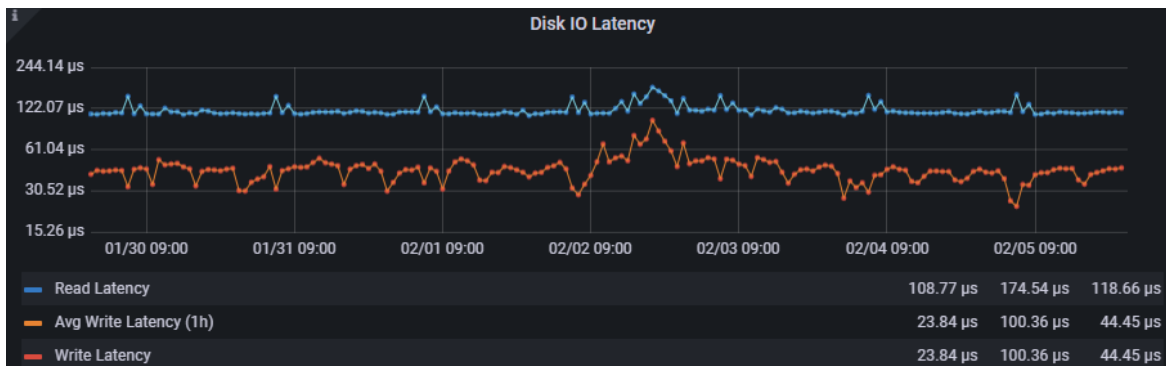 Disk IO Latency
244.14 µs
122.07 µs
61.04 µs
30.52 µs
15.26 µs
01/30 09:00 01/31 09:00 02/01 09:00 02/02 09:00 02/03 09:00 02/04 09:00 02/05 09:00
Read Latency 108.77 µs 174.54 µs 118.66 µs
Avg Write Latency (1h) 23.84 µs 100.36 µs 44.45 µs
Write Latency 23.84 µs 100.36 µs 44.45 µs